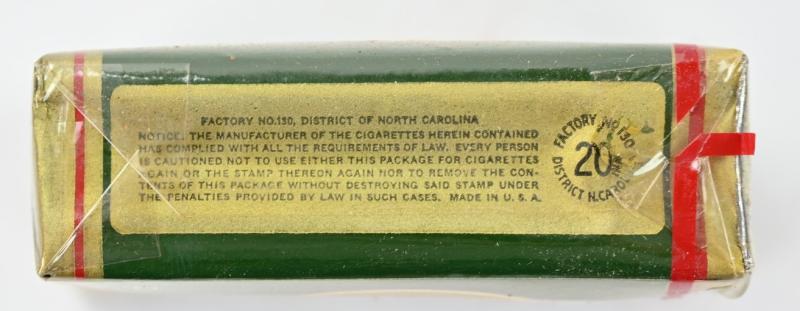 FACTORY NO.130, DISTRICT OF NORTH CAROLINA
NOTICE: THE MANUFACTURER OF THE CIGARETTES HEREIN CONTAINED
HAS COMPLIED WITH ALL THE REQUIREMENTS OF LAW. EVERY PERSON
IS CAUTIONED NOT TO USE EITHER THIS PACKAGE FOR CIGARETTES
AGAIN OR THE STAMP THEREON AGAIN NOR TO REMOVE THE CON-
TENTS OF THIS PACKAGE WITHOUT DESTROYING SAID STAMP UNDER
THE PENALTIES PROVIDED BY LAW IN SUCH CASES. MADE IN U.S.A.
FACTORY NO.130
20
DISTRICT N.CAROLINA